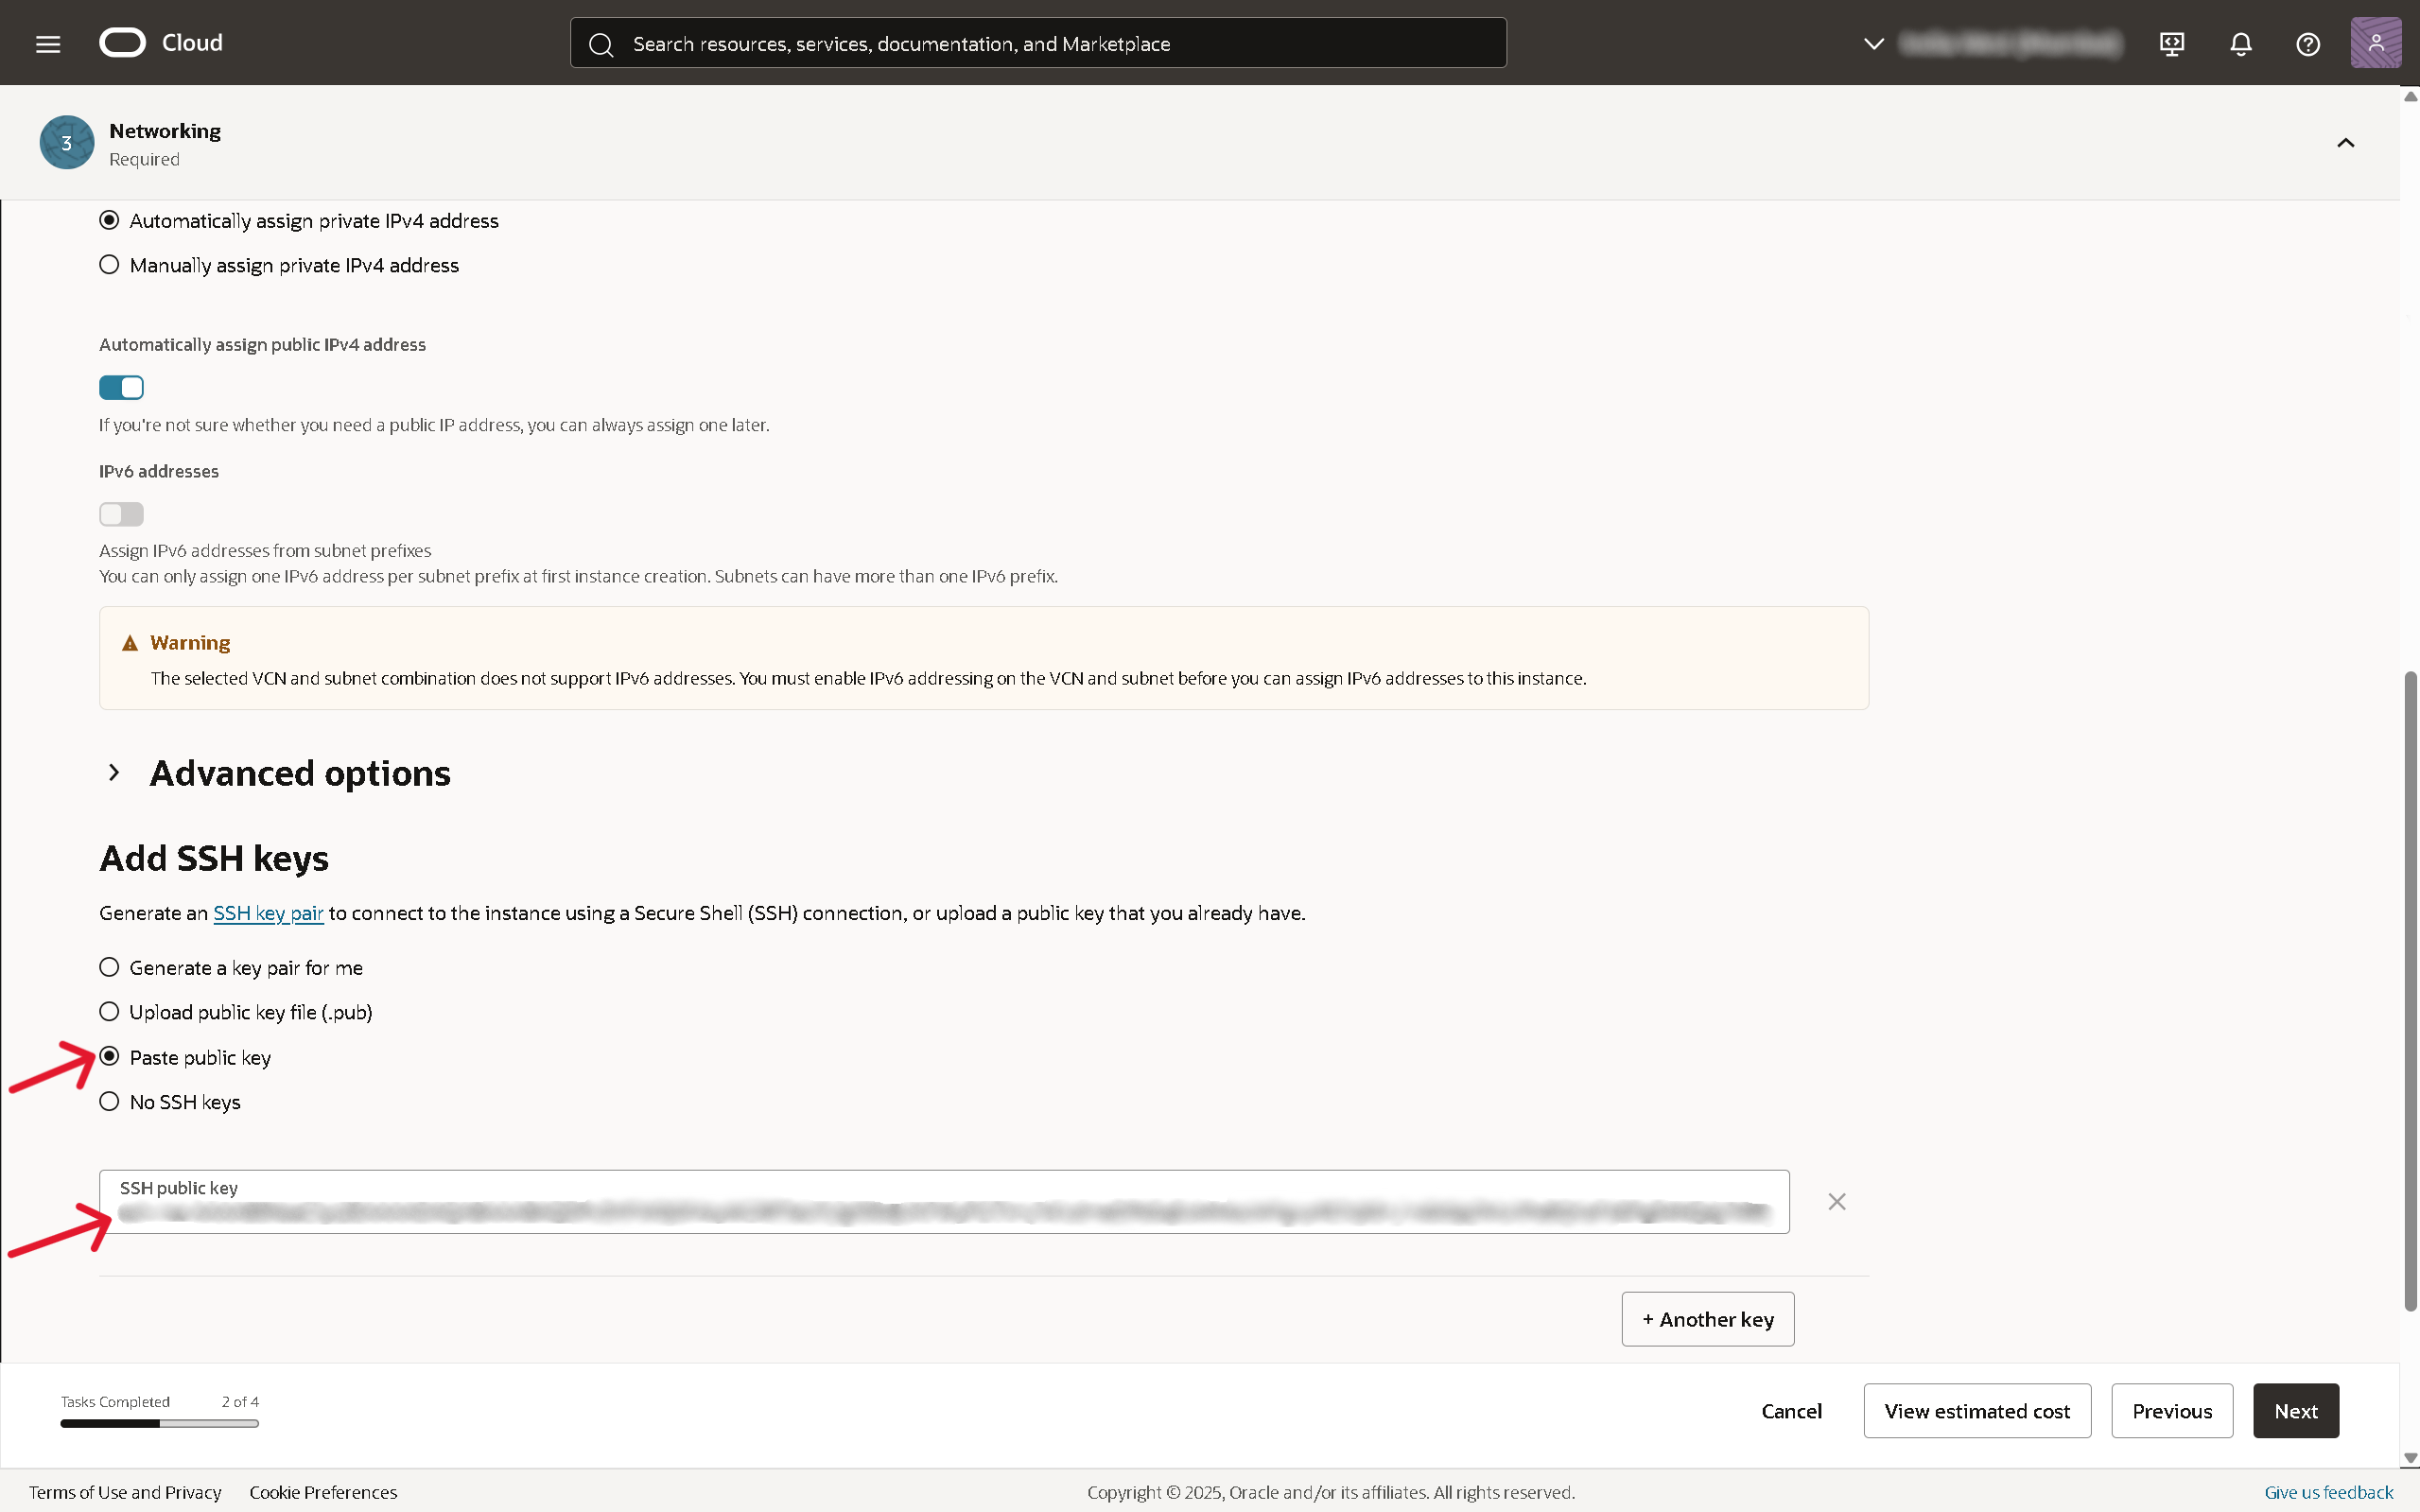 Cloud
Search resources, services, documentation, and Marketplace
3
Networking
Required
Automatically assign private IPv4 address
Manually assign private IPv4 address
Automatically assign public IPv4 address
If you're not sure whether you need a public IP address, you can always assign one later.
IPv6 addresses
Assign IPv6 addresses from subnet prefixes
You can only assign one IPv6 address per subnet prefix at first instance creation. Subnets can have more than one IPv6 prefix.
Warning
The selected VCN and subnet combination does not support IPv6 addresses. You must enable IPv6 addressing on the VCN and subnet before you can assign IPv6 addresses to this instance.
Advanced options
Add SSH keys
Generate an SSH key pair to connect to the instance using a Secure Shell (SSH) connection, or upload a public key that you already have.
Generate a key pair for me
Upload public key file (.pub)
Paste public key
No SSH keys
SSH public key
+ Another key
Tasks Completed 2 of 4
Cancel
View estimated cost
Previous
Next
Terms of Use and Privacy
Cookie Preferences
Copyright © 2025, Oracle and/or its affiliates. All rights reserved.
Give us feedback